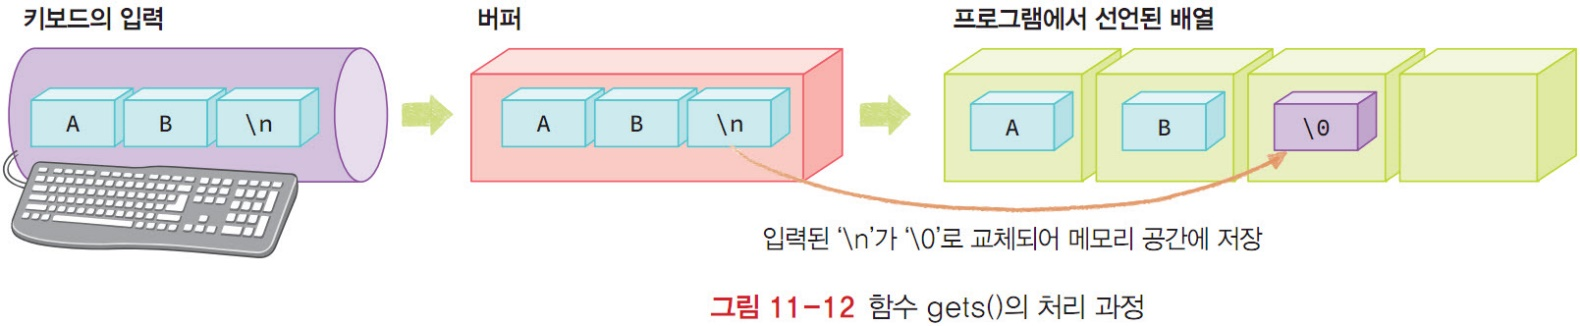 키보드의 입력
버퍼
프로그램에서 선언된 배열
A B \n
A B \n
A B \0
입력된 ‘\n’가 ‘\0’로 교체되어 메모리 공간에 저장
그림 11-12 함수 gets()의 처리 과정